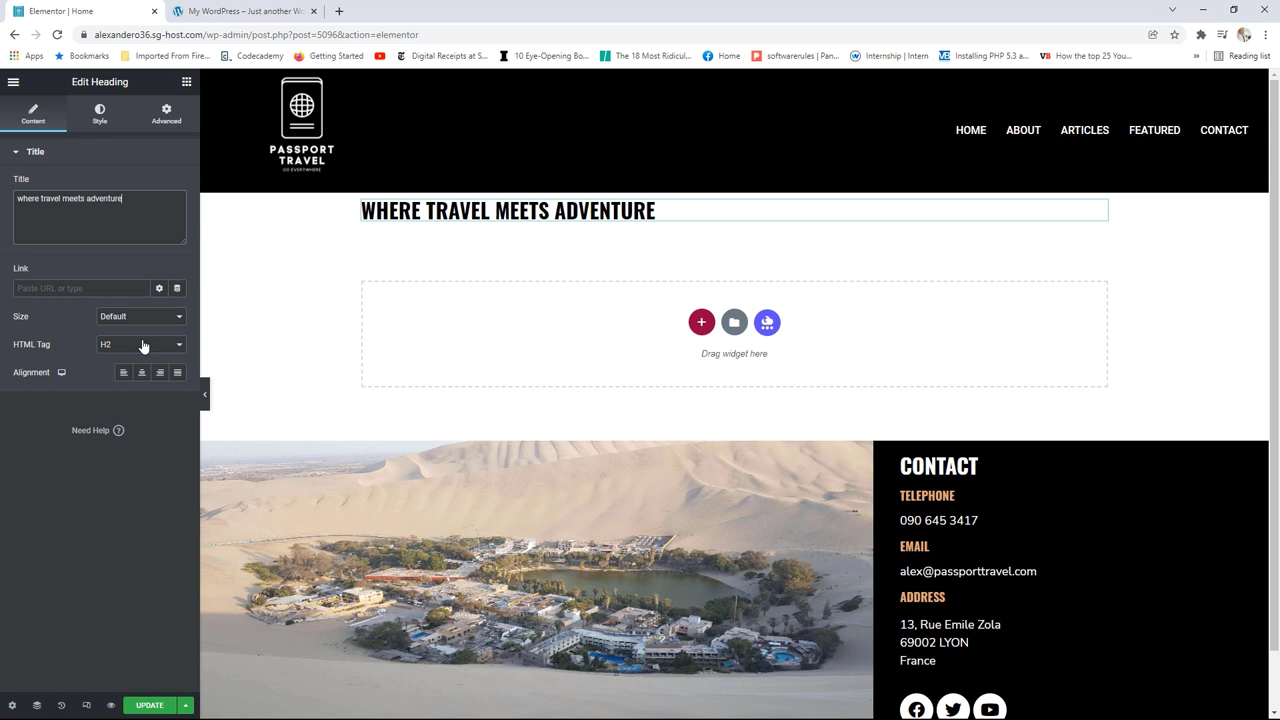 Elementor | Home
My WordPress – Just another Wo
alexandero36.sg-host.com/wp-admin/post.php?post=5096&action=elementor
Apps
Bookmarks
Imported From Fire...
Codecademy
Getting Started
Digital Receipts at S...
10 Eye-Opening Bo...
The 18 Most Ridicul...
Home
softwarerules | Pan...
Internship | Intern
Installing PHP 5.3 a...
How the top 25 You...
»
Reading list
Edit Heading
Content
Style
Advanced
Title
Title
where travel meets adventure
Link
Paste URL or type
Size
Default
HTML Tag
H2
Alignment
Need Help
UPDATE
PASSPORT
TRAVEL
GO EVERYWHERE
HOME
ABOUT
ARTICLES
FEATURED
CONTACT
WHERE TRAVEL MEETS ADVENTURE
Drag widget here
CONTACT
TELEPHONE
090 645 3417
EMAIL
alex@passporttravel.com
ADDRESS
13, Rue Emile Zola
69002 LYON
France